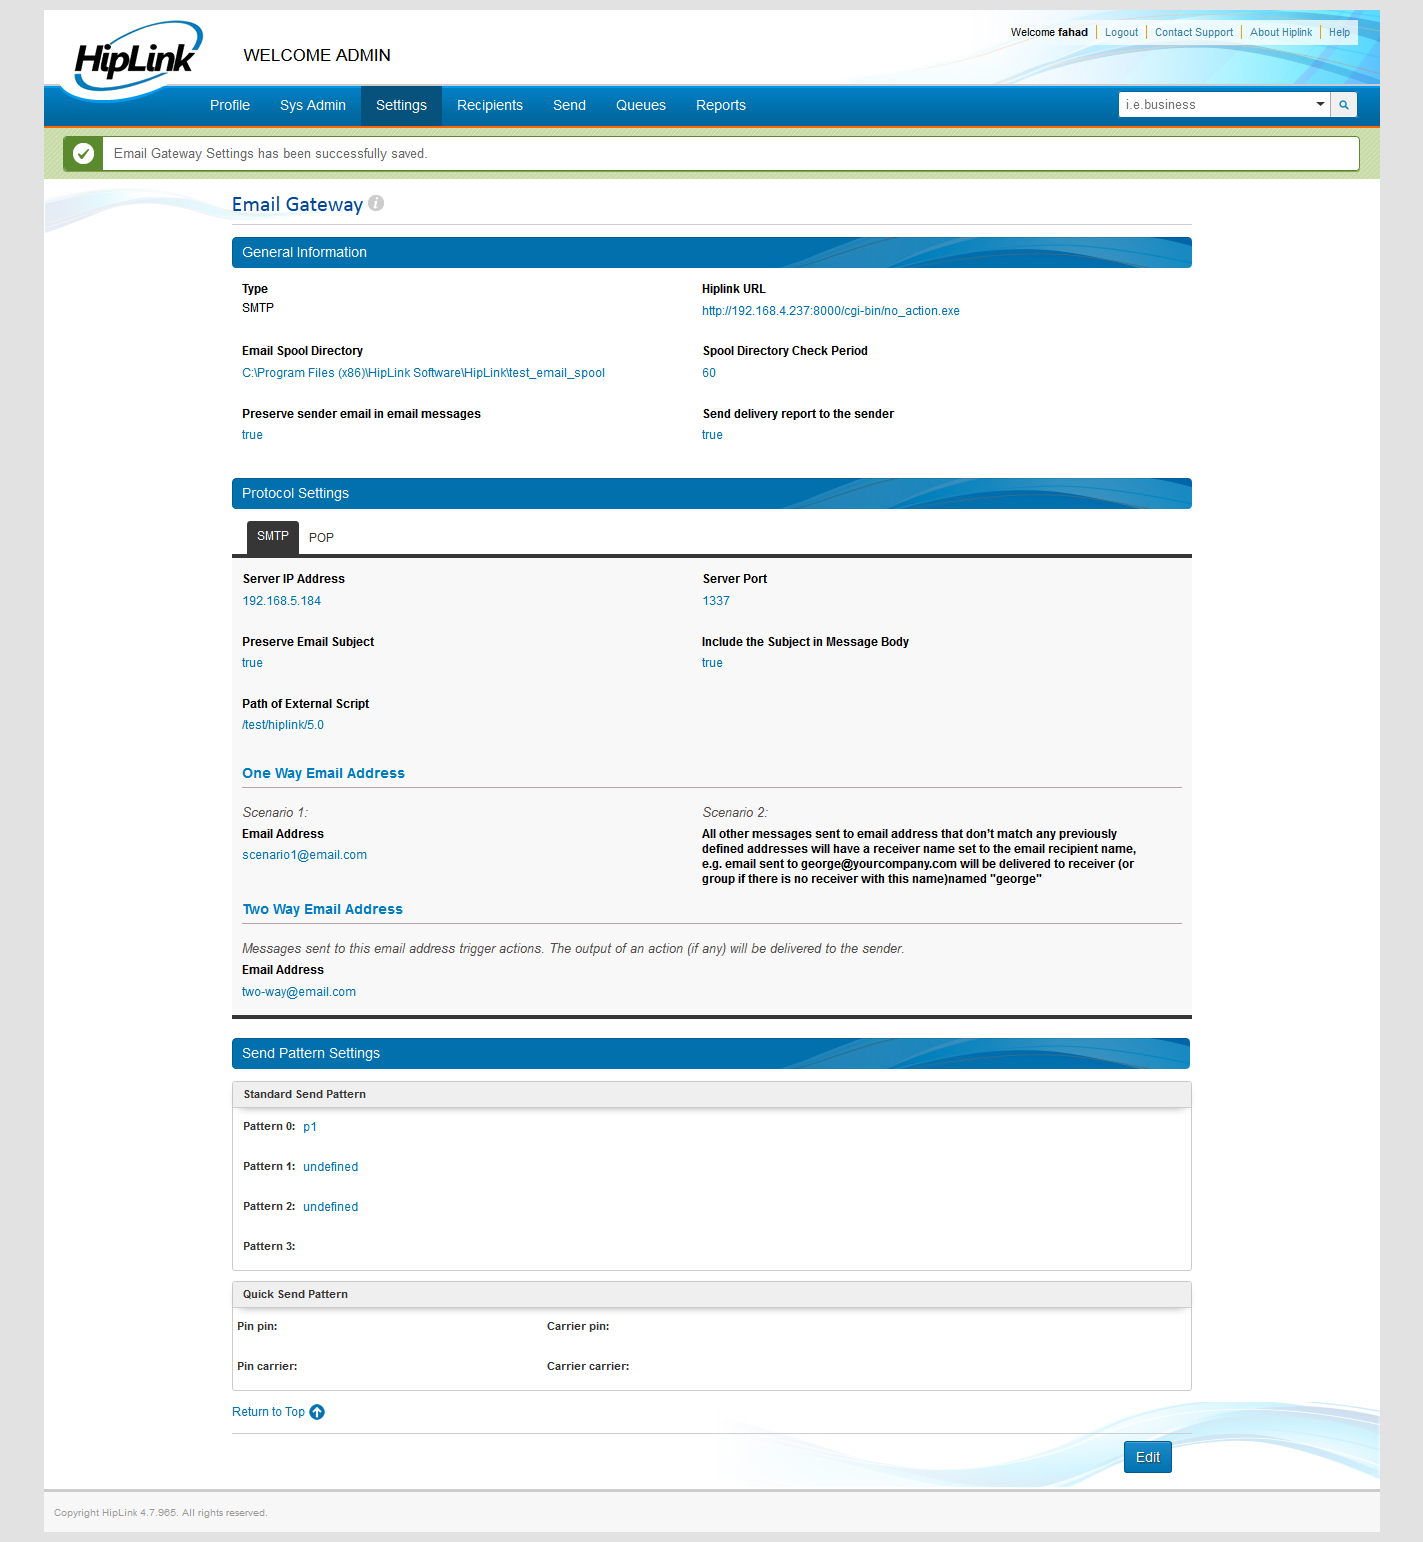 HipLink
WELCOME ADMIN
Welcome fahad
Logout
Contact Support
About Hiplink
Help
Profile
Sys Admin
Settings
Recipients
Send
Queues
Reports
i.e.business
Email Gateway Settings has been successfully saved.
Email Gateway
General Information
Type
SMTP
Hiplink URL
http://192.168.4.237:8000/cgi-bin/no_action.exe
Email Spool Directory
C:\Program Files (x86)\HipLink Software\HipLink\test_email_spool
Spool Directory Check Period
60
Preserve sender email in email messages
true
Send delivery report to the sender
true
Protocol Settings
SMTP
POP
Server IP Address
192.168.5.184
Server Port
1337
Preserve Email Subject
true
Include the Subject in Message Body
true
Path of External Script
/test/hiplink/5.0
One Way Email Address
Scenario 1:
Email Address
scenario1@email.com
Scenario 2:
All other messages sent to email address that don't match any previously
defined addresses will have a receiver name set to the email recipient name,
e.g. email sent to george@yourcompany.com will be delivered to receiver (or
group if there is no receiver with this name)named "george"
Two Way Email Address
Messages sent to this email address trigger actions. The output of an action (if any) will be delivered to the sender.
Email Address
two-way@email.com
Send Pattern Settings
Standard Send Pattern
Pattern 0: p1
Pattern 1: undefined
Pattern 2: undefined
Pattern 3:
Quick Send Pattern
Pin pin:
Carrier pin:
Pin carrier:
Carrier carrier:
Return to Top
Edit
Copyright HipLink 4.7.965. All rights reserved.